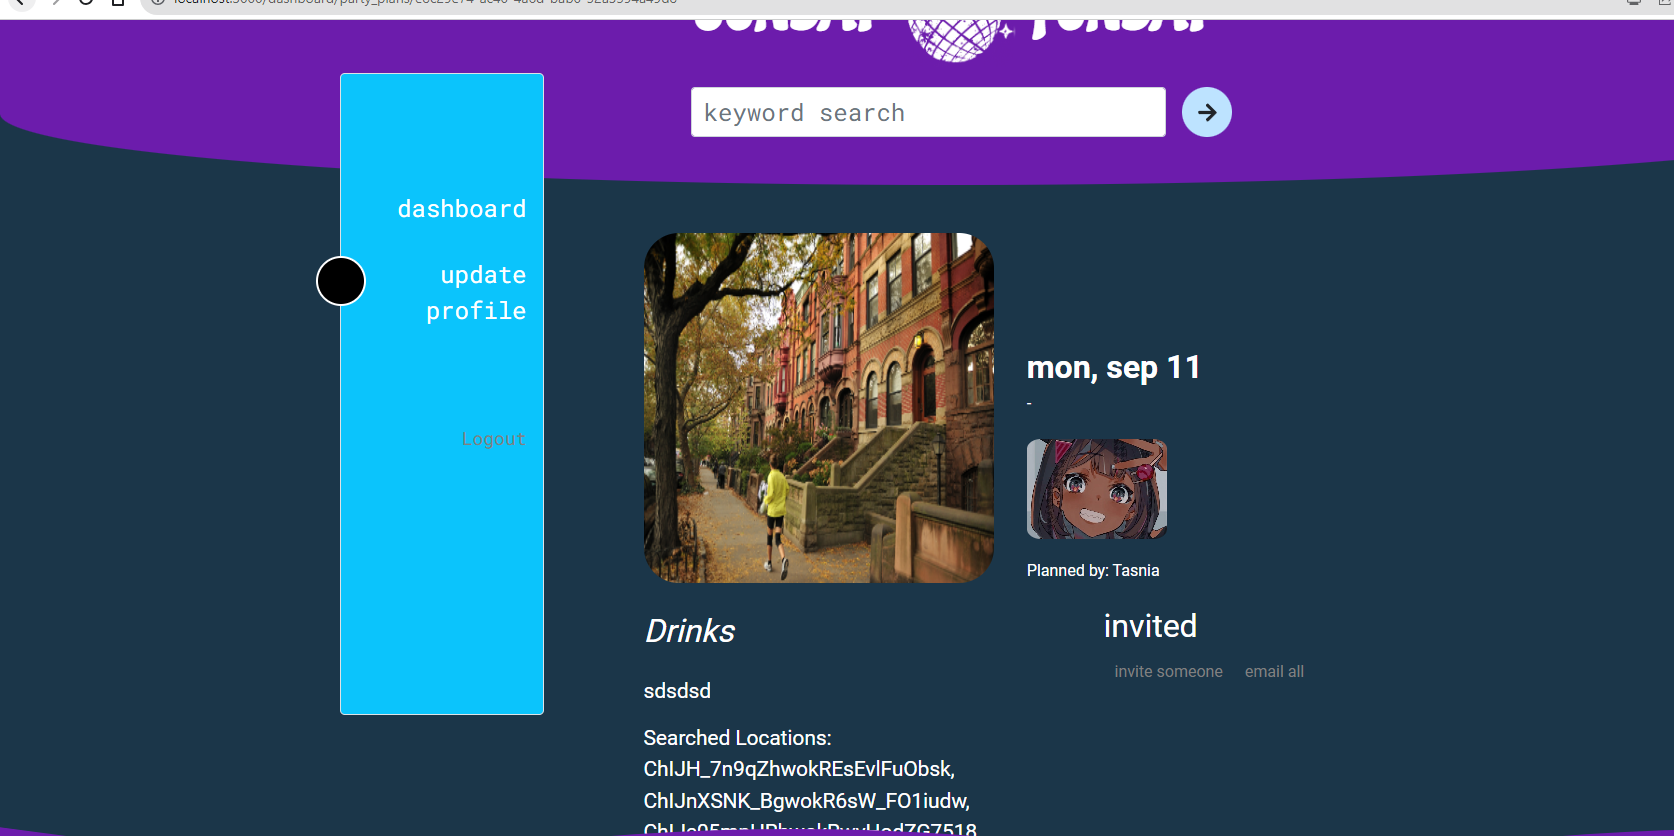 keyword search
dashboard
update
profile
Logout
mon, sep 11
-
Planned by: Tasnia
invited
invite someone email all
Drinks
sdsdsd
Searched Locations:
ChIJH_7n9qZhwokREsEvlFuObsk,
ChIJnXSNK_BgwokR6sW_FO1iudw,